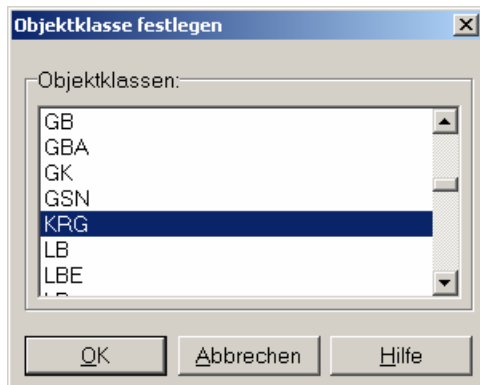 Objektklasse festlegen
Objektklassen:
GB
GBA
GK
GSN
KRG
LB
LBE
OK
Abbrechen
Hilfe